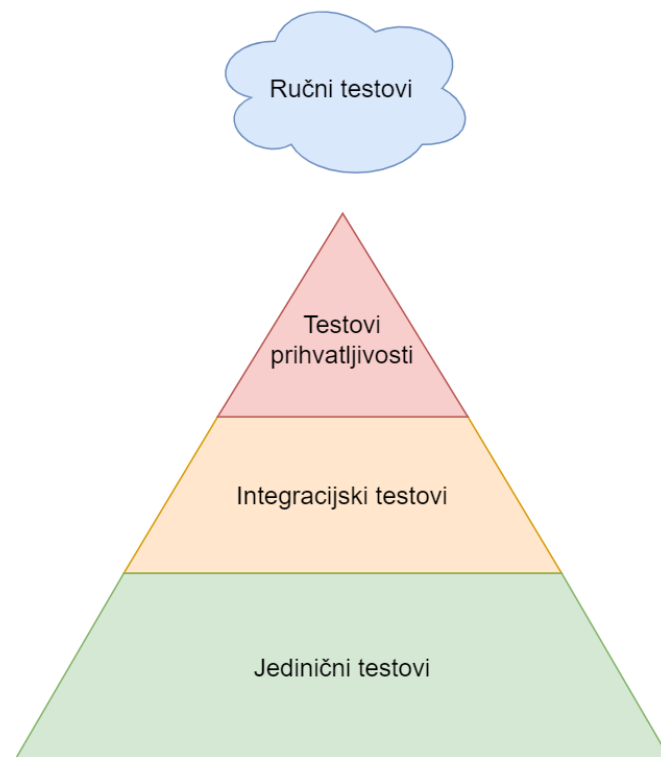 Ručni testovi
Testovi
prihvatljivosti
Integracijski testovi
Jedinični testovi